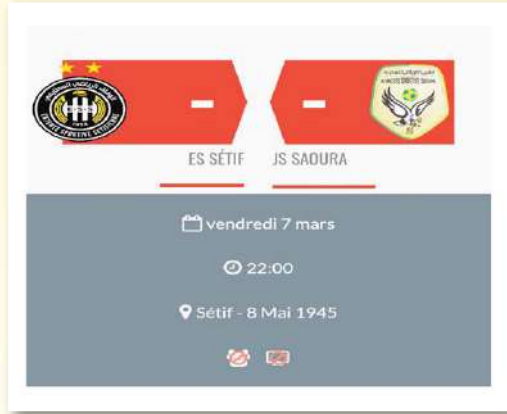 - -
ES SÉTIF JS SAOURA
vendredi 7 mars
22:00
Sétif - 8 Mai 1945